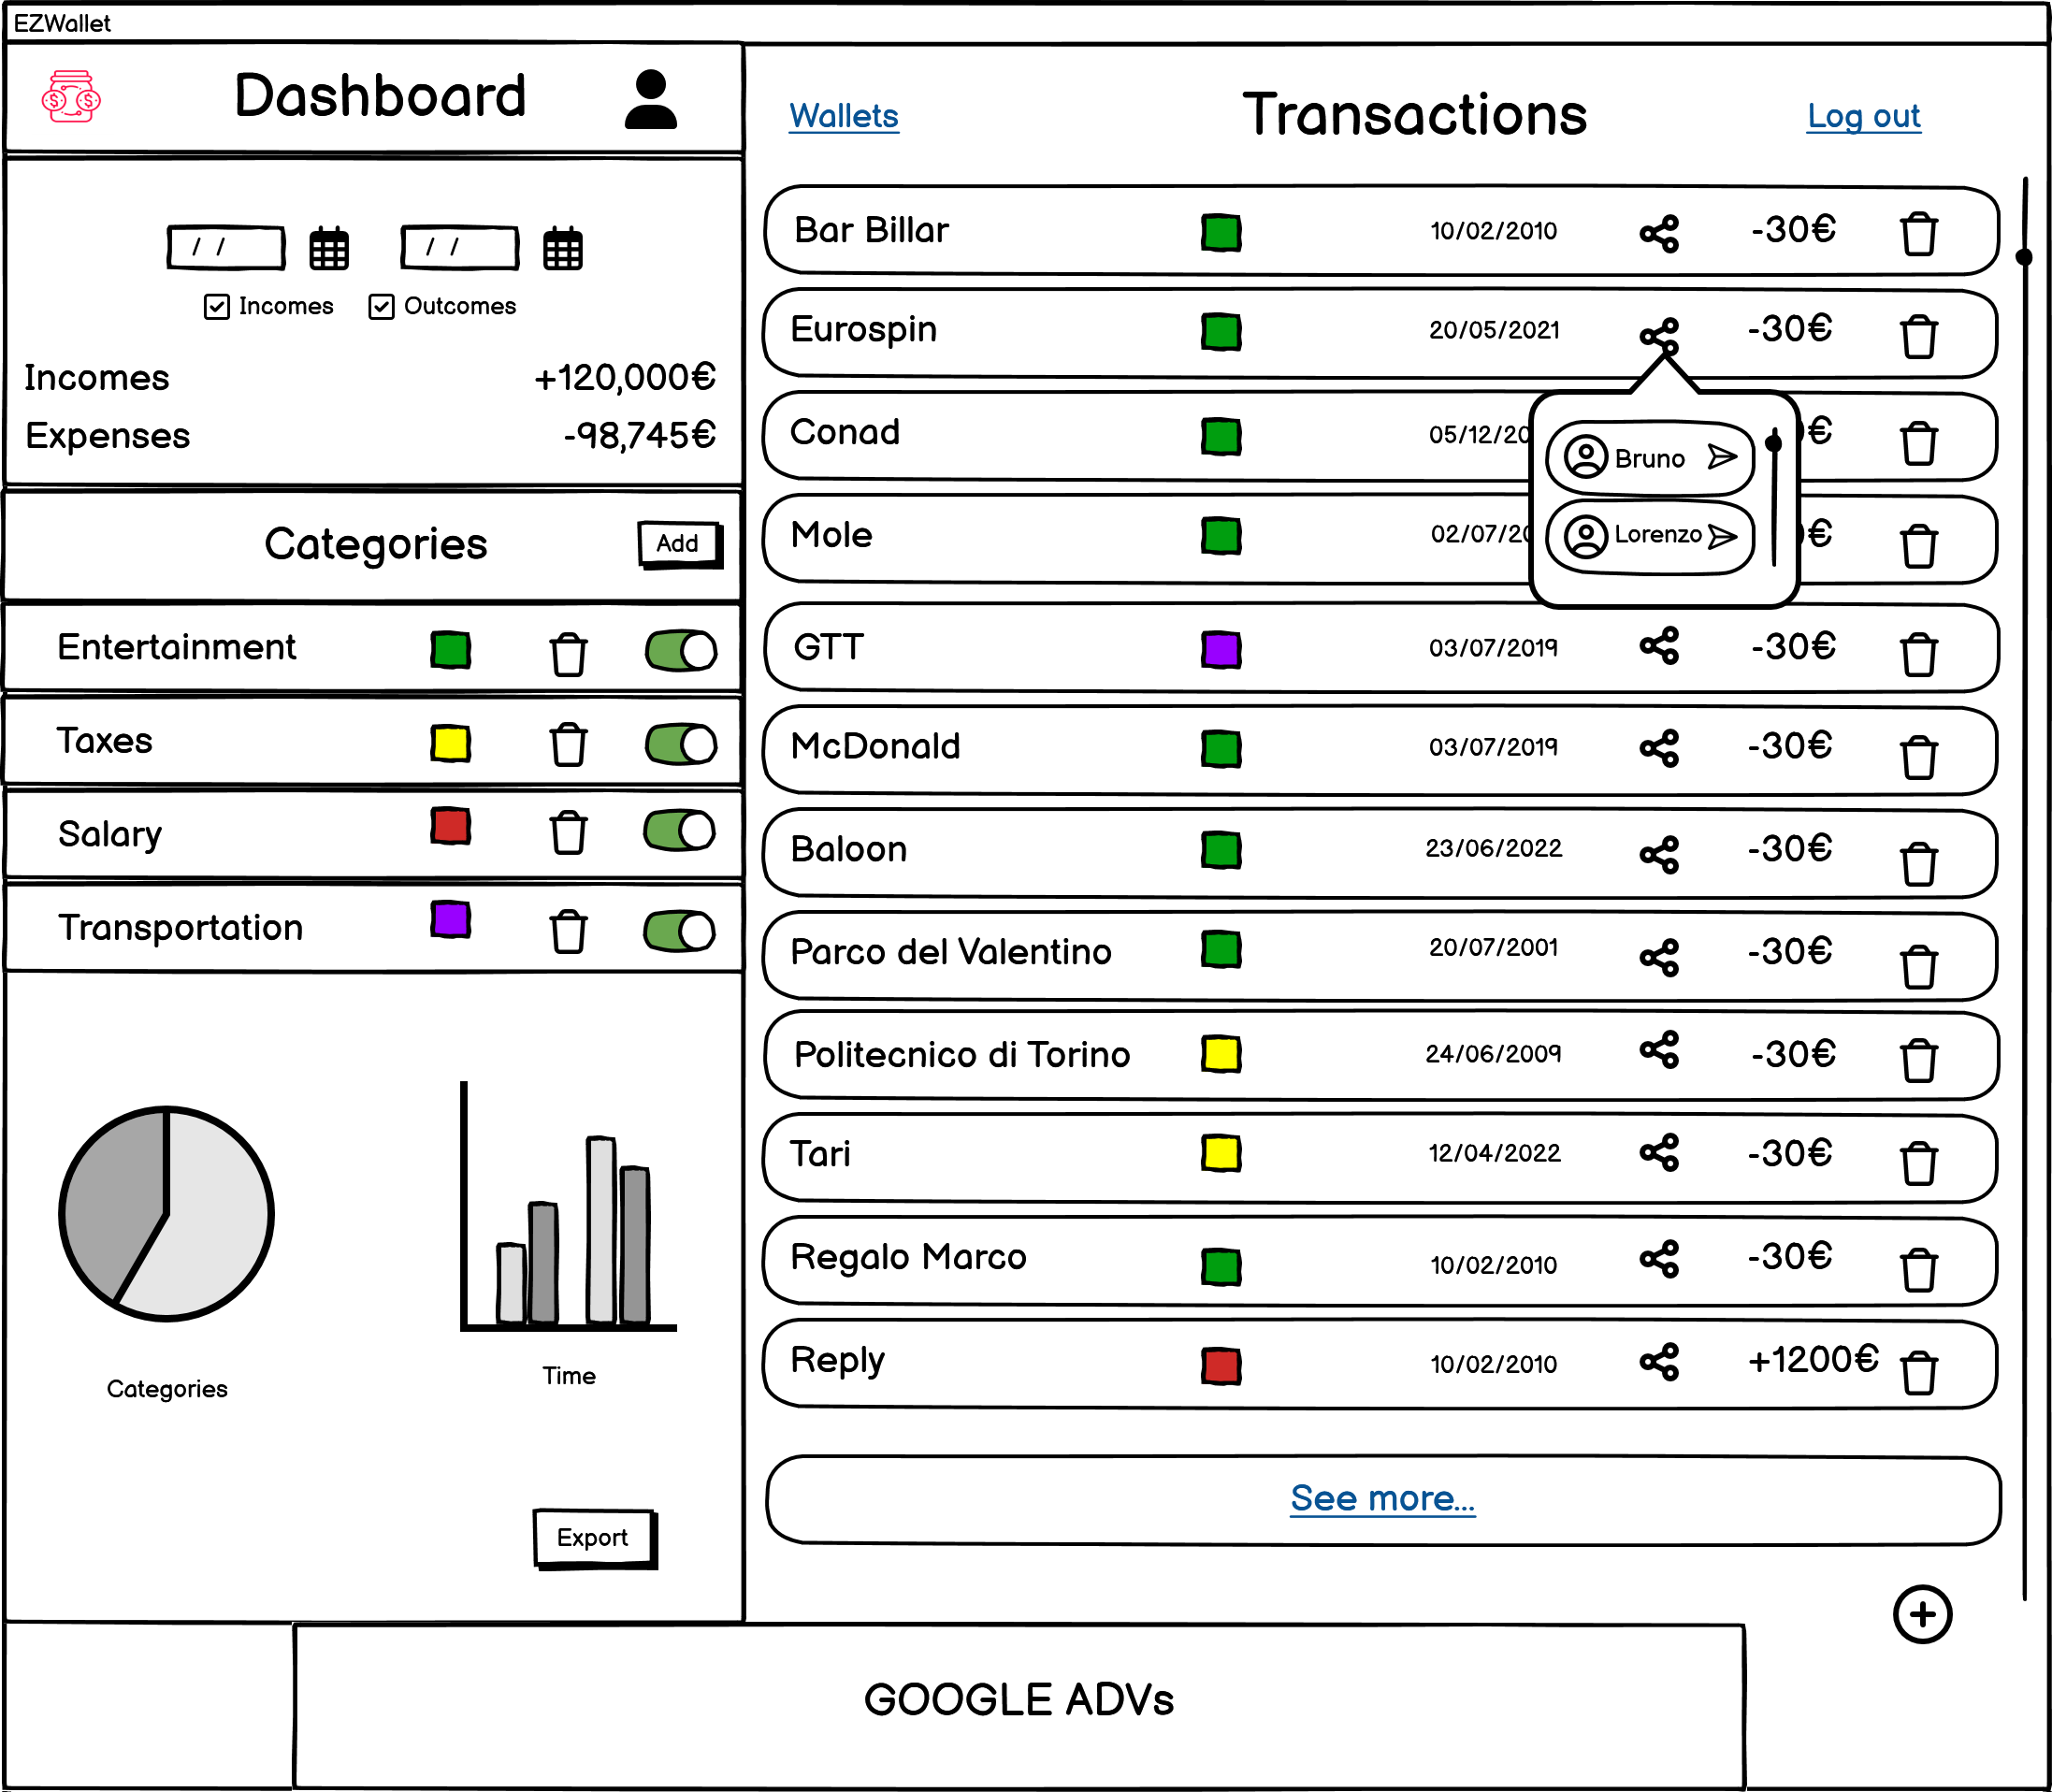 EZWallet
Dashboard
/ /
/ /
Incomes
Outcomes
Incomes +120,000€
Expenses -98,745€
Categories
Add
Entertainment
Taxes
Salary
Transportation
Categories
Time
Export
Wallets
Transactions
Log out
Bar Billar 10/02/2010 -30€
Eurospin 20/05/2021 -30€
Conad 05/12/20 €
Bruno
Mole 02/07/20 €
Lorenzo
GTT 03/07/2019 -30€
McDonald 03/07/2019 -30€
Baloon 23/06/2022 -30€
Parco del Valentino 20/07/2001 -30€
Politecnico di Torino 24/06/2009 -30€
Tari 12/04/2022 -30€
Regalo Marco 10/02/2010 -30€
Reply 10/02/2010 +1200€
See more...
GOOGLE ADVs